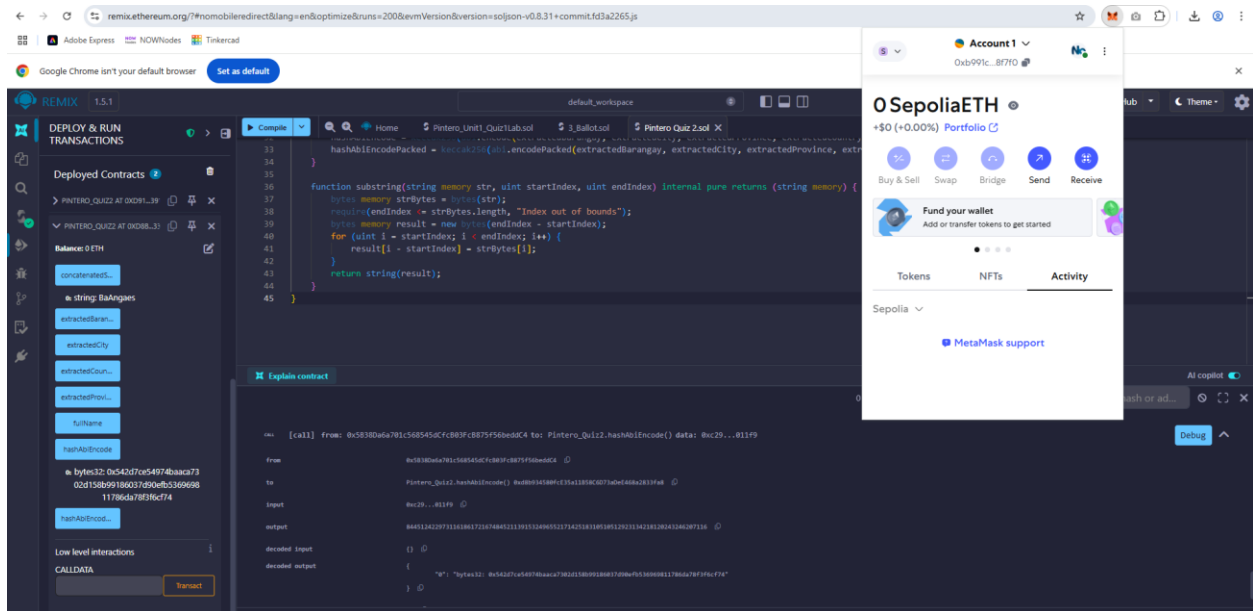 remix.ethereum.org/?#nomobileredirect&lang=en&optimize&runs=200&evmVersion&version=soljson-v0.8.31+commit.fd3a2265.js
Adobe Express NOWNodes Tinkercad
Google Chrome isn't your default browser Set as default
REMIX 1.5.1 default_workspace Theme
DEPLOY & RUN
TRANSACTIONS
Compile Home Pintero_Unit1_Quiz1Lab.sol 3_Ballot.sol Pintero Quiz 2.sol
Deployed Contracts 2
PINTERO_QUIZ2 AT 0XD91...39
PINTERO_QUIZ2 AT 0XD8B...33
Balance: 0 ETH
concatenatedS...
0: string: BaAngaes
extractedBaran...
extractedCity
extractedCoun...
extractedProvi...
fullName
hashAbiEncode
0: bytes32: 0x542d7ce54974baaca73
02d158b99186037d90efb5369698
11786da78f3f6cf74
hashAbiEncod...
Low level interactions
CALLDATA
Transact
33 hashAbiEncodePacked = keccak256(abi.encodePacked(extractedBarangay, extractedCity, extractedProvince, extr
34 }
35
36 function substring(string memory str, uint startIndex, uint endIndex) internal pure returns (string memory) {
37 bytes memory strBytes = bytes(str);
38 require(endIndex <= strBytes.length, "Index out of bounds");
39 bytes memory result = new bytes(endIndex - startIndex);
40 for (uint i = startIndex; i < endIndex; i++) {
41 result[i - startIndex] = strBytes[i];
42 }
43 return string(result);
44 }
45 }
Explain contract
AI copilot
[call] from: 0x5B38Da6a701c568545dCfcB03FcB875f56beddC4 to: Pintero_Quiz2.hashAbiEncode() data: 0xc29...011f9
Debug
from 0x5B38Da6a701c568545dCfcB03FcB875f56beddC4
to Pintero_Quiz2.hashAbiEncode()
input 0xc29...011f9
output
decoded input {}
decoded output {
"0": "bytes32: 0x542d7ce54974baaca7302d158b99186037d90efb536969811786da78f3f6cf74"
}
S Account 1
0xb991c...8f7f0
0 SepoliaETH
+$0 (+0.00%) Portfolio
Buy & Sell Swap Bridge Send Receive
Fund your wallet
Add or transfer tokens to get started
Tokens NFTs Activity
Sepolia
MetaMask support